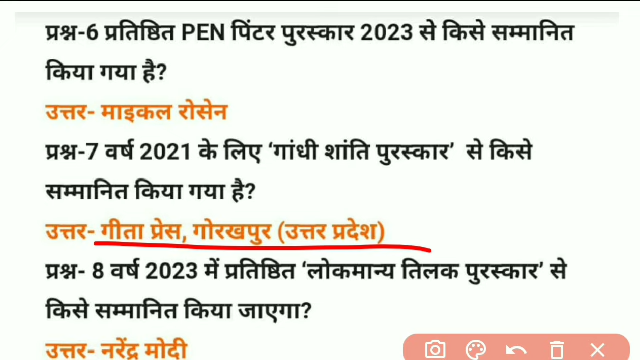 प्रश्न-6 प्रतिष्ठित PEN पिंटर पुरस्कार 2023 से किसे सम्मानित
किया गया है?
उत्तर- माइकल रोसेन
प्रश्न-7 वर्ष 2021 के लिए ‘गांधी शांति पुरस्कार’ से किसे
सम्मानित किया गया है?
उत्तर- गीता प्रेस, गोरखपुर (उत्तर प्रदेश)
प्रश्न- 8 वर्ष 2023 में प्रतिष्ठित ‘लोकमान्य तिलक पुरस्कार’ से
किसे सम्मानित किया जाएगा?
उत्तर- नरेंद्र मोदी